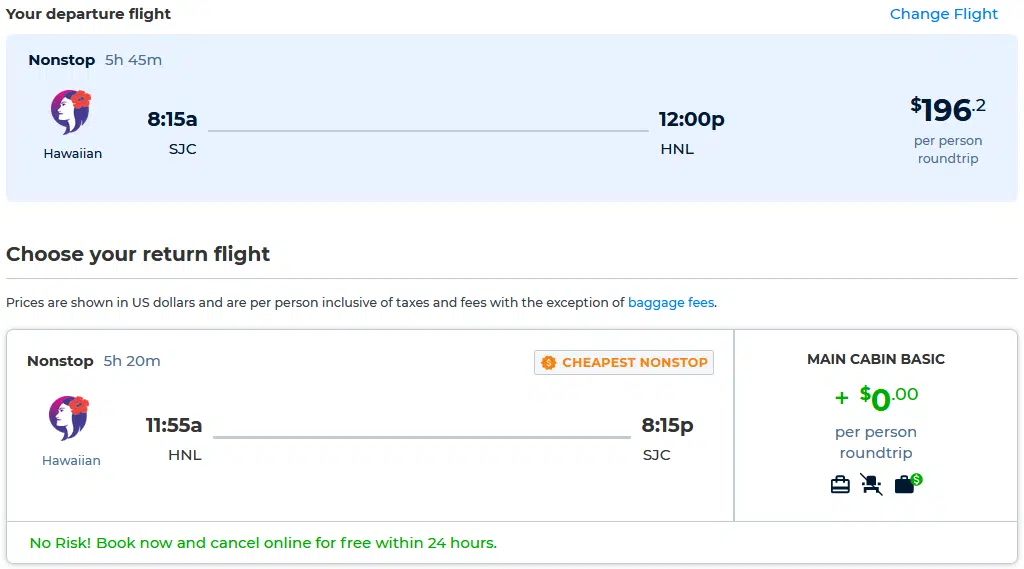 Your departure flight
Change Flight
Nonstop 5h 45m
Hawaiian
8:15a
SJC
12:00p
HNL
$196.2
per person
roundtrip
Choose your return flight
Prices are shown in US dollars and are per person inclusive of taxes and fees with the exception of baggage fees.
Nonstop 5h 20m
$ CHEAPEST NONSTOP
Hawaiian
11:55a
HNL
8:15p
SJC
MAIN CABIN BASIC
+ $0.00
per person
roundtrip
$
No Risk! Book now and cancel online for free within 24 hours.